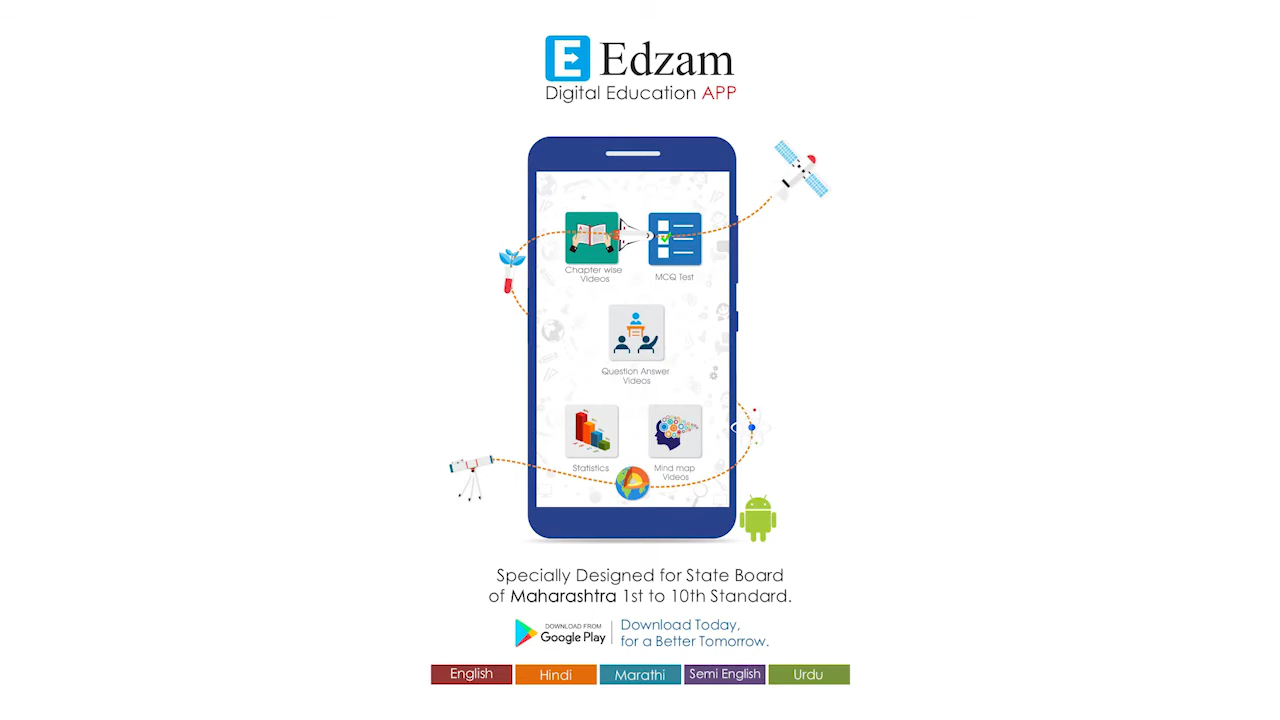 E Edzam
Digital Education APP
Chapter wise
Videos
MCQ Test
Question Answer
Videos
Statistics
Mind map
Videos
Specially Designed for State Board
of Maharashtra 1st to 10th Standard.
DOWNLOAD FROM
Google Play
Download Today,
for a Better Tomorrow.
English
Hindi
Marathi
Semi English
Urdu